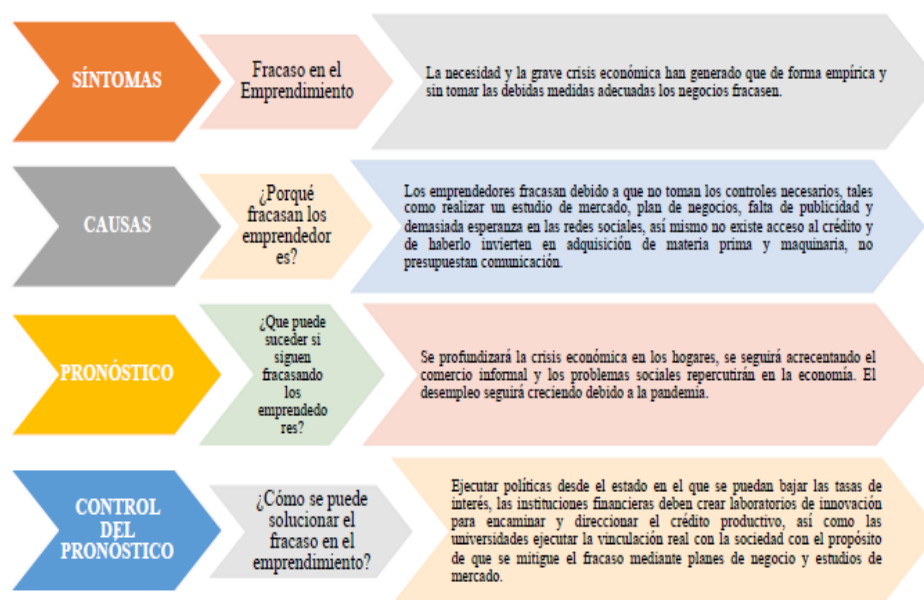 SÍNTOMAS
Fracaso en el
Emprendimiento
La necesidad y la grave crisis económica han generado que de forma empírica y
sin tomar las debidas medidas adecuadas los negocios fracasen.
CAUSAS
¿Porqué
fracasan los
emprendedor
es?
Los emprendedores fracasan debido a que no toman los controles necesarios, tales
como realizar un estudio de mercado, plan de negocios, falta de publicidad y
demasiada esperanza en las redes sociales, así mismo no existe acceso al crédito y
de haberlo invierten en adquisición de materia prima y maquinaria, no
presupuestan comunicación.
PRONÓSTICO
¿Que puede
suceder si
siguen
fracasando
los
emprendedo
res?
Se profundizará la crisis económica en los hogares, se seguirá acrecentando el
comercio informal y los problemas sociales repercutirán en la economía. El
desempleo seguirá creciendo debido a la pandemia.
CONTROL
DEL
PRONÓSTICO
¿Cómo se puede
solucionar el
fracaso en el
emprendimiento?
Ejecutar políticas desde el estado en el que se puedan bajar las tasas de
interés, las instituciones financieras deben crear laboratorios de innovación
para encaminar y direccionar el crédito productivo, así como las
universidades ejecutar la vinculación real con la sociedad con el propósito
de que se mitigue el fracaso mediante planes de negocio y estudios de
mercado.